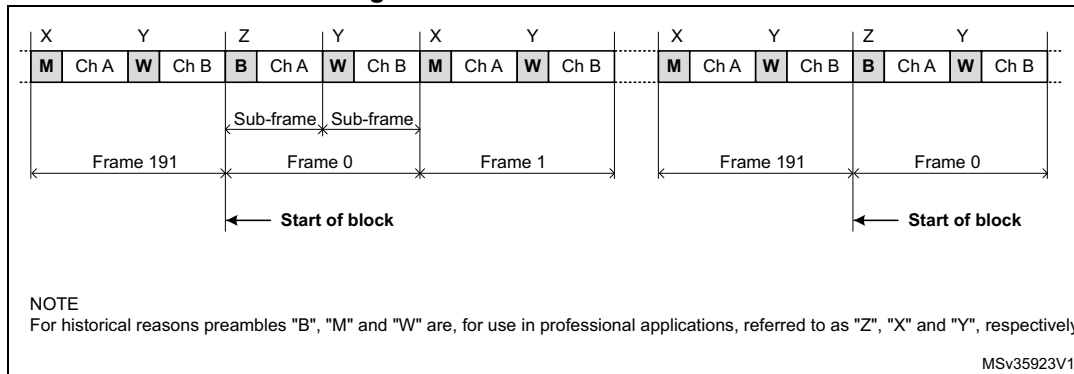 X Y Z Y X Y X Y Z Y
M Ch A W Ch B B Ch A W Ch B M Ch A W Ch B M Ch A W Ch B B Ch A W Ch B
Sub-frame Sub-frame
Frame 191 Frame 0 Frame 1 Frame 191 Frame 0
Start of block Start of block
NOTE
For historical reasons preambles "B", "M" and "W" are, for use in professional applications, referred to as "Z", "X" and "Y", respectively
MSv35923V1